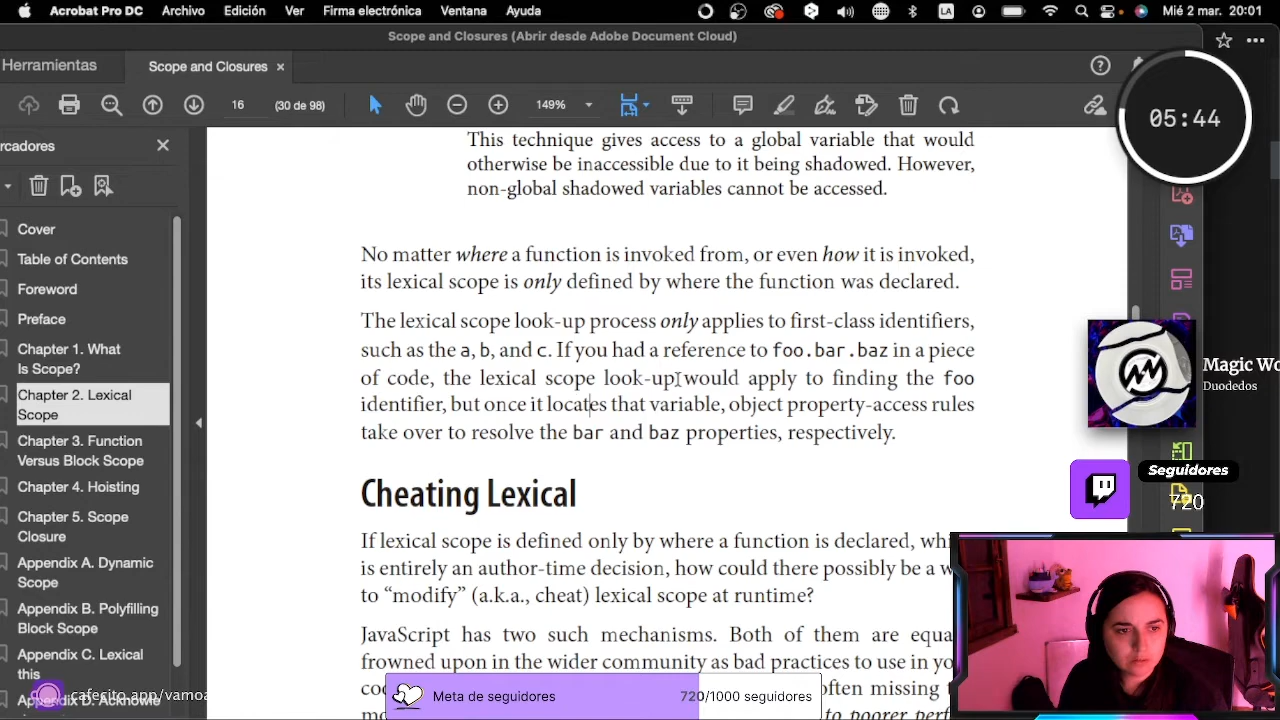 Acrobat Pro DC Archivo Edición Ver Firma electrónica Ventana Ayuda LA Mié 2 mar. 20:01
Scope and Closures (Abrir desde Adobe Document Cloud)
Herramientas Scope and Closures ×
16 (30 de 98) 149%
05:44
rcadores
Cover
Table of Contents
Foreword
Preface
Chapter 1. What
Is Scope?
Chapter 2. Lexical
Scope
Chapter 3. Function
Versus Block Scope
Chapter 4. Hoisting
Chapter 5. Scope
Closure
Appendix A. Dynamic
Scope
Appendix B. Polyfilling
Block Scope
Appendix C. Lexical
this
Appendix D. Acknowle
cafesito.app/vamoa
This technique gives access to a global variable that would
otherwise be inaccessible due to it being shadowed. However,
non-global shadowed variables cannot be accessed.
No matter where a function is invoked from, or even how it is invoked,
its lexical scope is only defined by where the function was declared.
The lexical scope look-up process only applies to first-class identifiers,
such as the a, b, and c. If you had a reference to foo.bar.baz in a piece
of code, the lexical scope look-up would apply to finding the foo
identifier, but once it locates that variable, object property-access rules
take over to resolve the bar and baz properties, respectively.
Cheating Lexical
If lexical scope is defined only by where a function is declared, whi
is entirely an author-time decision, how could there possibly be a w
to “modify” (a.k.a., cheat) lexical scope at runtime?
JavaScript has two such mechanisms. Both of them are equa
frowned upon in the wider community as bad practices to use in yo
often missing
to poorer perf
Magic Wo
Duodedos
Seguidores
720
Meta de seguidores 720/1000 seguidores